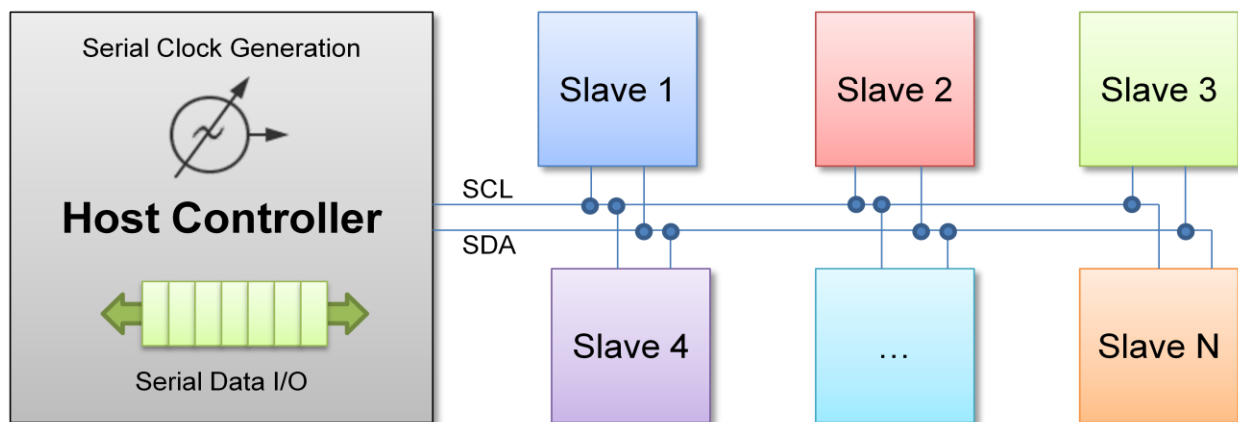 Serial Clock Generation
Host Controller
Serial Data I/O
SCL
SDA
Slave 1
Slave 2
Slave 3
Slave 4
...
Slave N